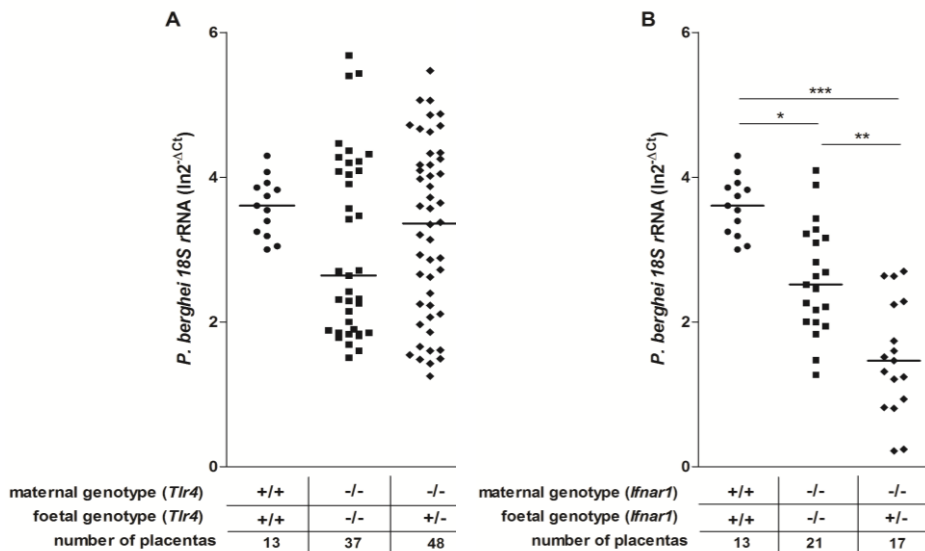 A
B
6
4
2
0
P. berghei 18S rRNA (ln2^-ΔCt)
6
4
2
0
P. berghei 18S rRNA (ln2^-ΔCt)
***
*
**
maternal genotype (Tlr4) +/+ -/- -/-
foetal genotype (Tlr4) +/+ -/- +/-
number of placentas 13 37 48
maternal genotype (Ifnar1) +/+ -/- -/-
foetal genotype (Ifnar1) +/+ -/- +/-
number of placentas 13 21 17